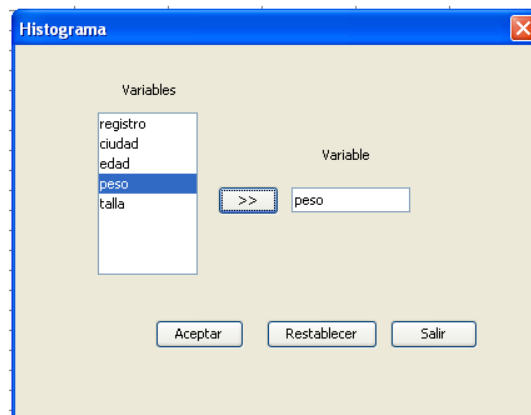 Histograma
Variables
registro
ciudad
edad
peso
talla
Variable
>>
peso
Aceptar
Restablecer
Salir